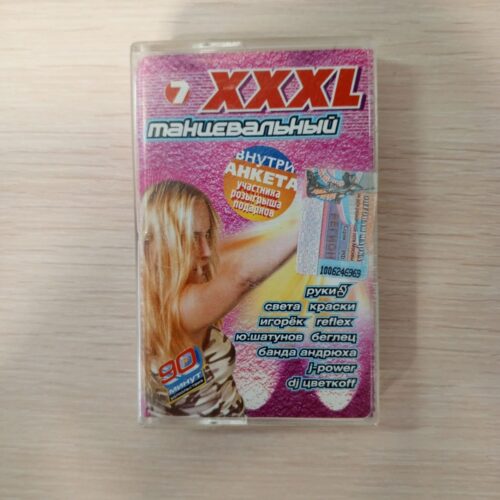 7 XXXL
танцевальный
ВНУТРИ
АНКЕТА
участника
розыгрыша
подарков
1006246969
руки
света краски
игорёк reflex
ю.шатунов беглец
банда андрюха
j-power
dj цветкоff
90
МИНУТ